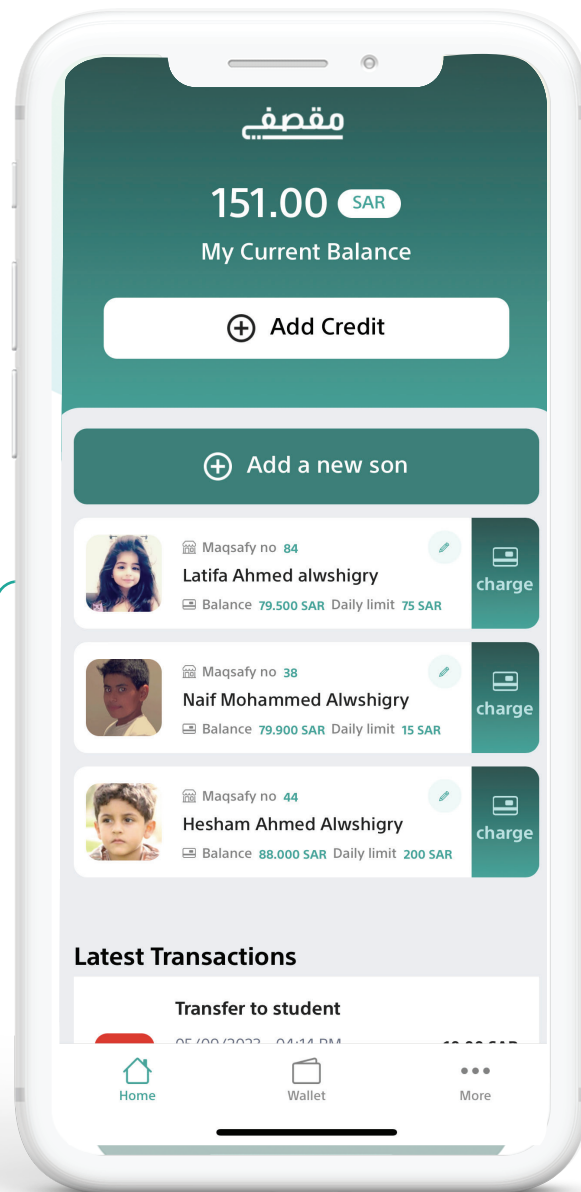 مقصفي
151.00 SAR
My Current Balance
Add Credit
Add a new son
Maqsafy no 84
Latifa Ahmed alwshigry
Balance 79.500 SAR Daily limit 75 SAR
charge
Maqsafy no 38
Naif Mohammed Alwshigry
Balance 79.900 SAR Daily limit 15 SAR
charge
Maqsafy no 44
Hesham Ahmed Alwshigry
Balance 88.000 SAR Daily limit 200 SAR
charge
Latest Transactions
Transfer to student
Home
Wallet
More